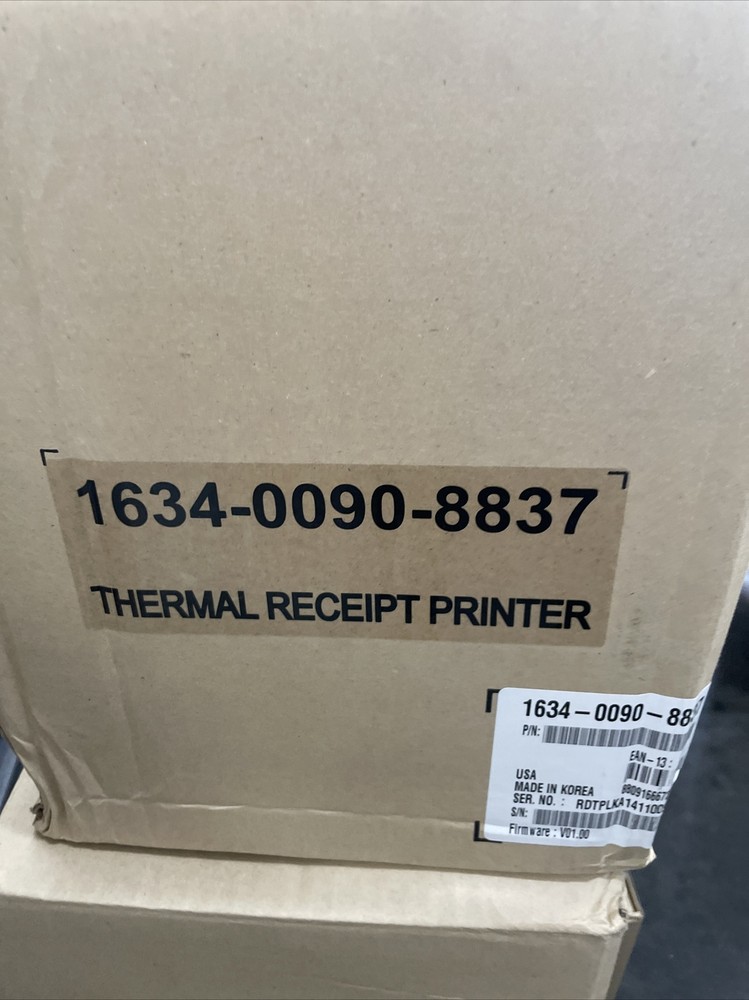 1634-0090-8837
THERMAL RECEIPT PRINTER
1634-0090-88
P/N:
EAN-13:
USA
MADE IN KOREA
SER. NO. :
S/N:
Firmware : V01.00